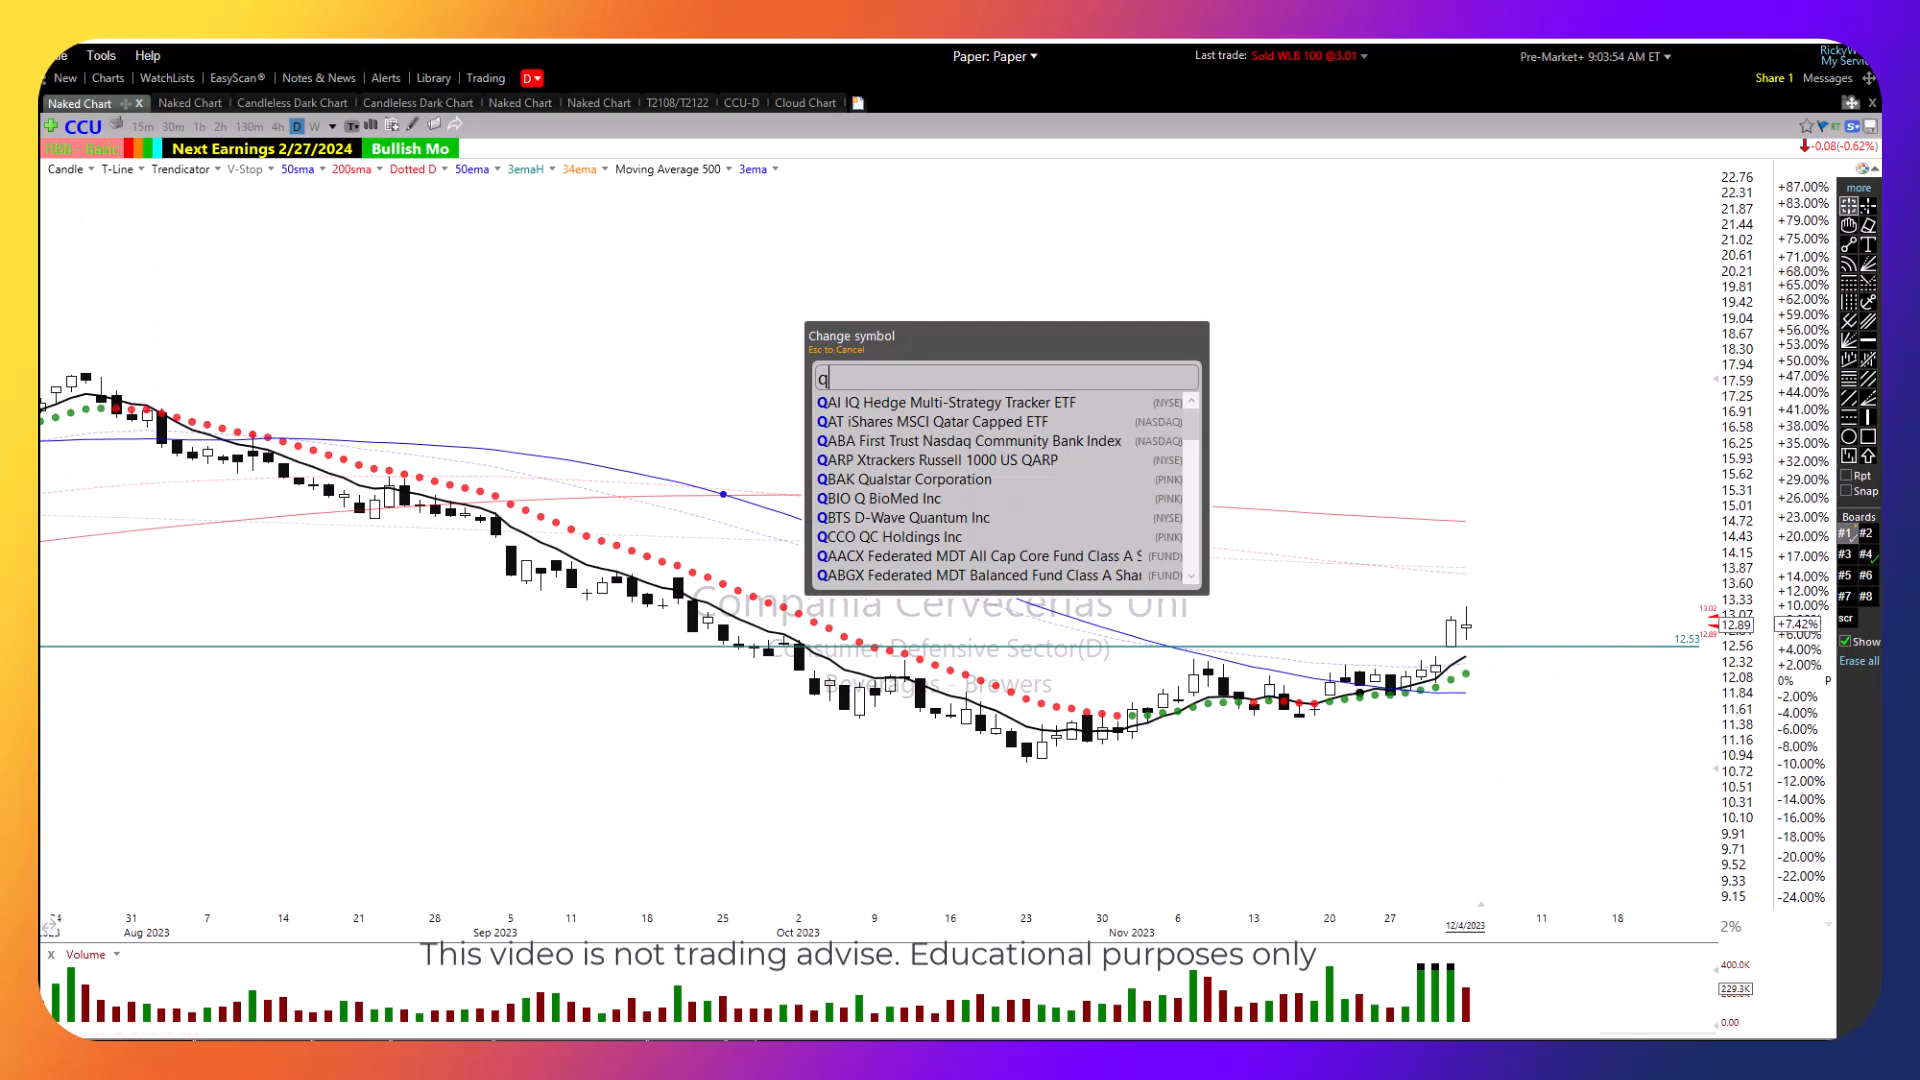 Tools Help
Paper: Paper
Last trade: Sold WLB 100 @3.01
Pre-Market+ 9:03:54 AM ET
New | Charts | WatchLists | EasyScan® | Notes & News | Alerts | Library | Trading D
Share 1 Messages
Naked Chart X Naked Chart | Candleless Dark Chart | Candleless Dark Chart | Naked Chart | Naked Chart | T2108/T2122 | CCU-D | Cloud Chart X
CCU 15m 30m 1h 2h 130m 4h D W
RT S
RBB - Basic Next Earnings 2/27/2024 Bullish Mo
-0.08(-0.62%)
Candle T-Line Trendicator V-Stop 50sma 200sma Dotted D 50ema 3emaH 34ema Moving Average 500 3ema
Change symbol
Esc to Cancel
q
QAI IQ Hedge Multi-Strategy Tracker ETF (NYSE)
QAT iShares MSCI Qatar Capped ETF (NASDAQ)
QABA First Trust Nasdaq Community Bank Index (NASDAQ)
QARP Xtrackers Russell 1000 US QARP (NYSE)
QBAK Qualstar Corporation (PINK)
QBIO Q BioMed Inc (PINK)
QBTS D-Wave Quantum Inc (NYSE)
QCCO QC Holdings Inc (PINK)
QAACX Federated MDT All Cap Core Fund Class A S (FUND)
QABGX Federated MDT Balanced Fund Class A Shar (FUND)
Compania Cervecerias Uni
Consumer Defensive Sector(D)
Beverages - Brewers
22.76
22.31
21.87
21.44
21.02
20.61
20.21
19.81
19.42
19.04
18.67
18.30
17.94
17.59
17.25
16.91
16.58
16.25
15.93
15.62
15.31
15.01
14.72
14.43
14.15
13.87
13.60
13.33
13.02
13.07
12.89
12.53
12.89
12.56
12.32
12.08
11.84
11.61
11.38
11.16
10.94
10.72
10.51
10.31
10.10
9.91
9.71
9.52
9.33
9.15
+87.00%
+83.00%
+79.00%
+75.00%
+71.00%
+68.00%
+65.00%
+62.00%
+59.00%
+56.00%
+53.00%
+50.00%
+47.00%
+44.00%
+41.00%
+38.00%
+35.00%
+32.00%
+29.00%
+26.00%
+23.00%
+20.00%
+17.00%
+14.00%
+12.00%
+10.00%
+7.42%
+6.00%
+4.00%
+2.00%
0% P
-2.00%
-4.00%
-6.00%
-8.00%
-10.00%
-12.00%
-14.00%
-16.00%
-18.00%
-20.00%
-22.00%
-24.00%
more
Rpt
Snap
Boards
#1 #2
#3 #4
#5 #6
#7 #8
scr
Show
Erase all
31 7 14 21 28 5 11 18 25 2 9 16 23 30 6 13 20 27 11 18
Aug 2023 Sep 2023 Oct 2023 Nov 2023 12/4/2023
2%
X Volume
This video is not trading advise. Educational purposes only
400.0K
229.3K
0.00